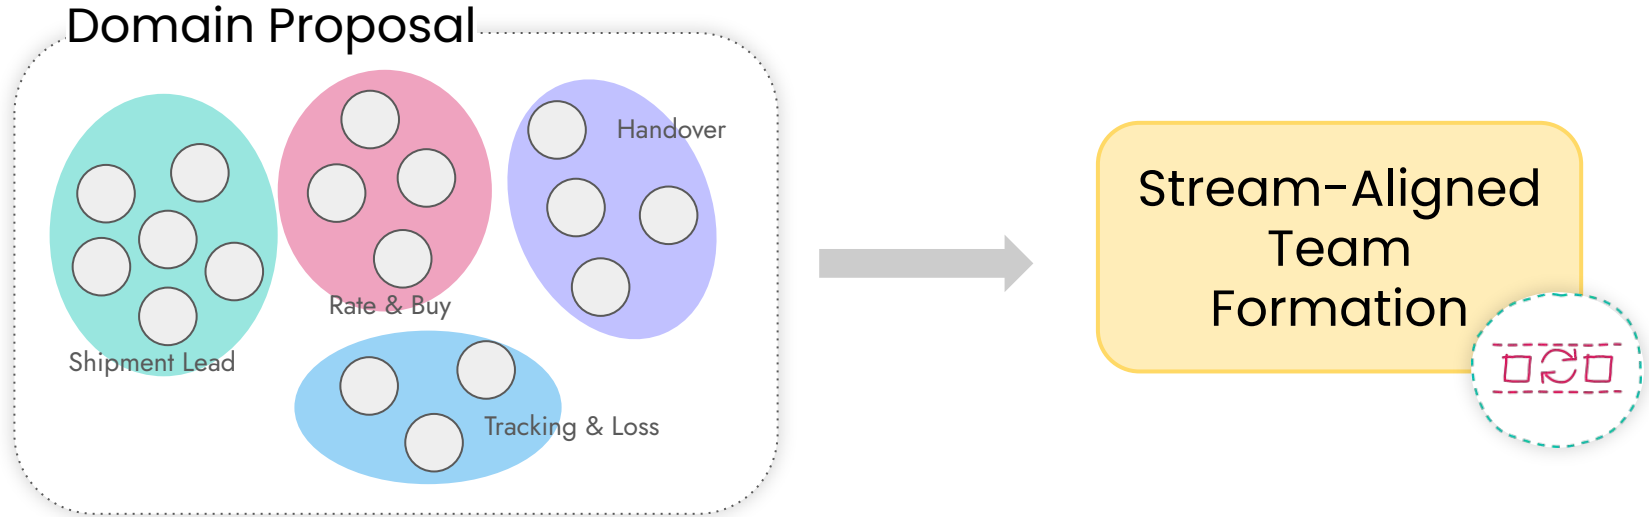 Domain Proposal
Handover
Rate & Buy
Shipment Lead
Tracking & Loss
Stream-Aligned
Team
Formation